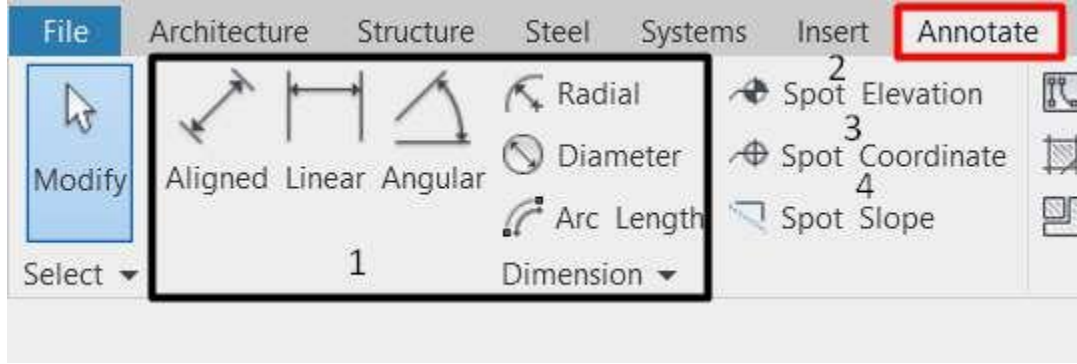 File Architecture Structure Steel Systems Insert Annotate
2
Radial Spot Elevation
3
Modify Aligned Linear Angular Diameter Spot Coordinate
4
Arc Length Spot Slope
1
Select Dimension